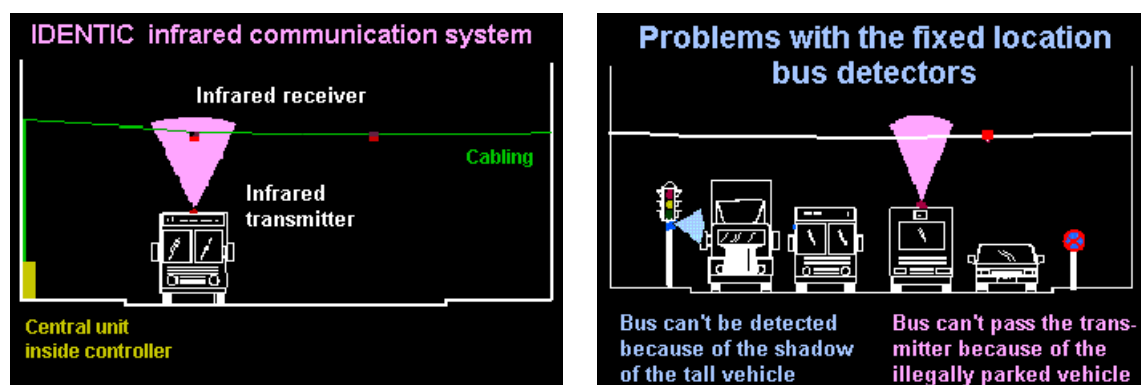 IDENTIC infrared communication system
Infrared receiver
Cabling
Infrared
transmitter
Central unit
inside controller
Problems with the fixed location
bus detectors
Bus can't be detected
because of the shadow
of the tall vehicle
Bus can't pass the trans-
mitter because of the
illegally parked vehicle